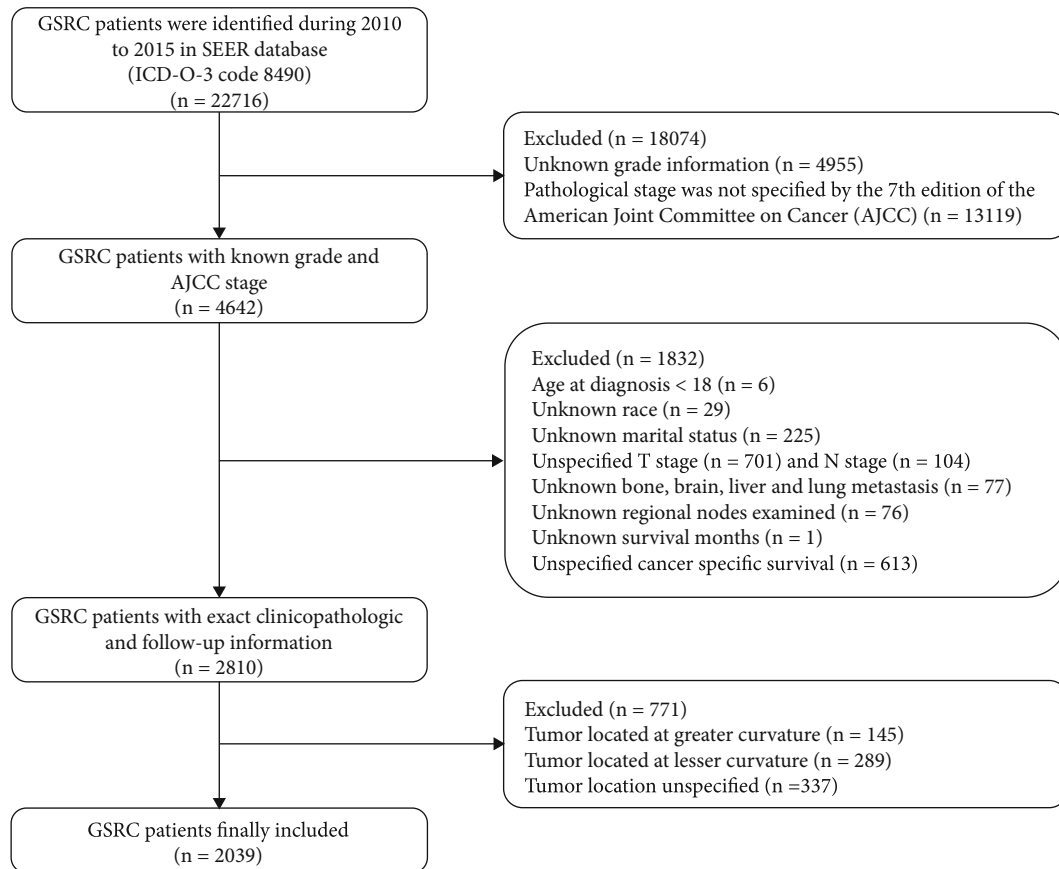 GSRC patients were identified during 2010
to 2015 in SEER database
(ICD-O-3 code 8490)
(n = 22716)
Excluded (n = 18074)
Unknown grade information (n = 4955)
Pathological stage was not specified by the 7th edition of the
American Joint Committee on Cancer (AJCC) (n = 13119)
GSRC patients with known grade and
AJCC stage
(n = 4642)
Excluded (n = 1832)
Age at diagnosis < 18 (n = 6)
Unknown race (n = 29)
Unknown marital status (n = 225)
Unspecified T stage (n = 701) and N stage (n = 104)
Unknown bone, brain, liver and lung metastasis (n = 77)
Unknown regional nodes examined (n = 76)
Unknown survival months (n = 1)
Unspecified cancer specific survival (n = 613)
GSRC patients with exact clinicopathologic
and follow-up information
(n = 2810)
Excluded (n = 771)
Tumor located at greater curvature (n = 145)
Tumor located at lesser curvature (n = 289)
Tumor location unspecified (n =337)
GSRC patients finally included
(n = 2039)